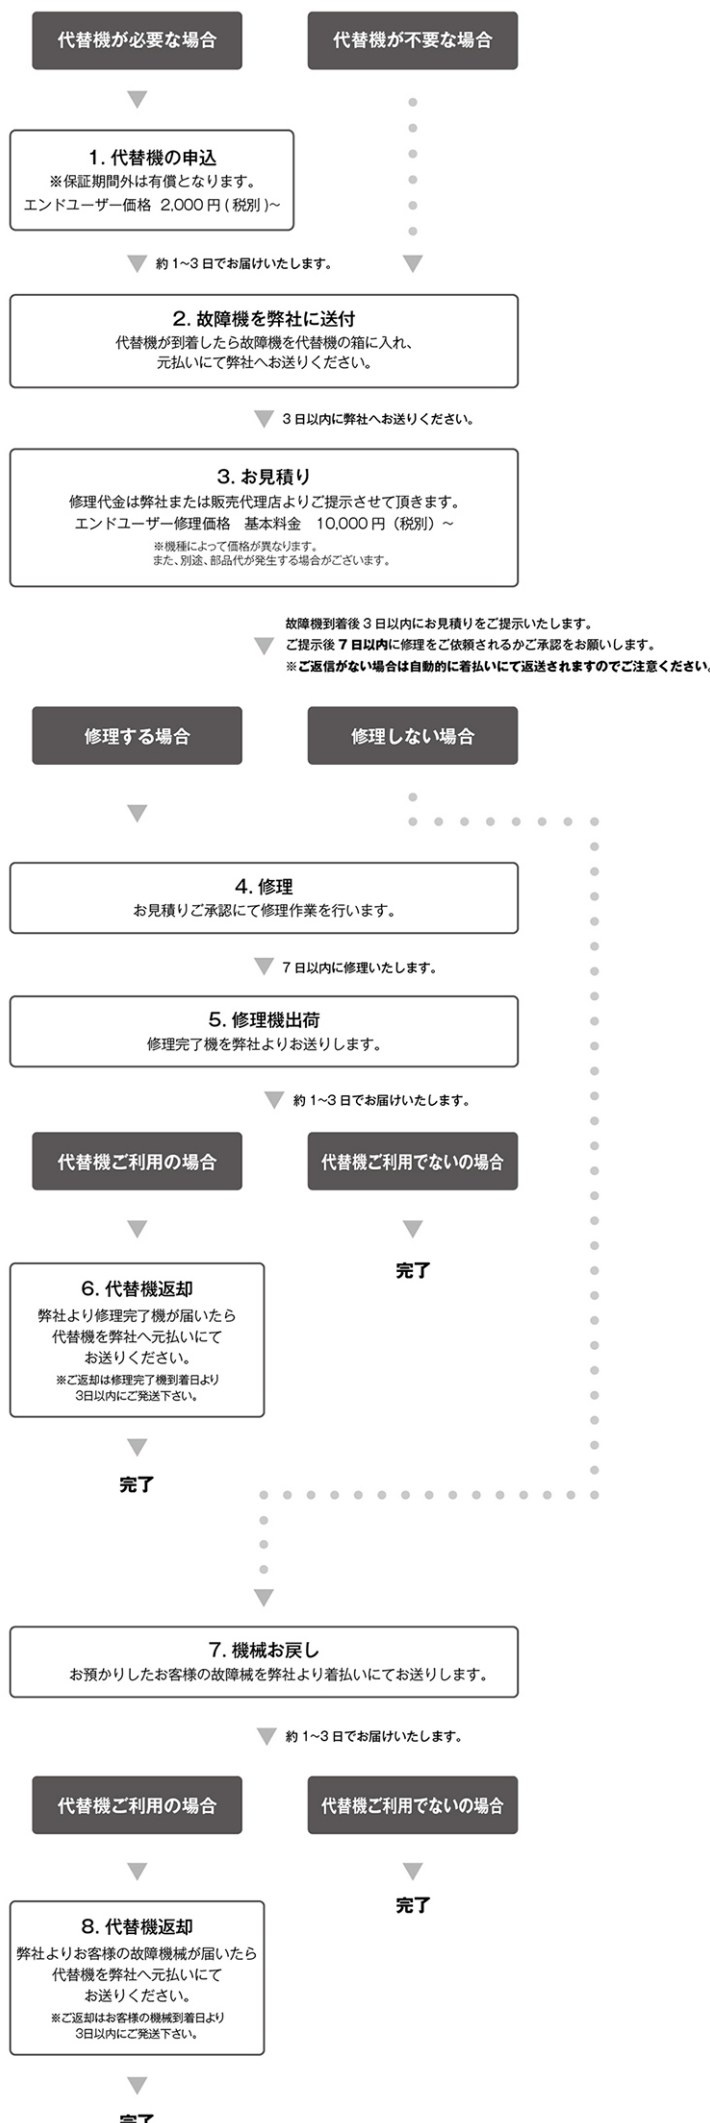 代替機が必要な場合
代替機が不要な場合
1. 代替機の申込
※保証期間外は有償となります。
エンドユーザー価格 2,000 円 ( 税別 )~
約 1~3 日でお届けいたします。
2. 故障機を弊社に送付
代替機が到着したら故障機を代替機の箱に入れ、
元払いにて弊社へお送りください。
3 日以内に弊社へお送りください。
3. お見積り
修理代金は弊社または販売代理店よりご提示させて頂きます。
エンドユーザー修理価格 基本料金 10,000 円（税別）～
※機種によって価格が異なります。
また、別途、部品代が発生する場合がございます。
故障機到着後 3 日以内にお見積りをご提示いたします。
ご提示後 7 日以内に修理をご依頼されるかご承認をお願いします。
※ご返信がない場合は自動的に着払いにて返送されますのでご注意ください。
修理する場合
修理しない場合
4. 修理
お見積りご承認にて修理作業を行います。
7 日以内に修理いたします。
5. 修理機出荷
修理完了機を弊社よりお送りします。
約 1~3 日でお届けいたします。
代替機ご利用の場合
代替機ご利用でないの場合
完了
6. 代替機返却
弊社より修理完了機が届いたら
代替機を弊社へ元払いにて
お送りください。
※ご返却は修理完了機到着日より
3日以内にご発送下さい。
完了
7. 機械お戻し
お預かりしたお客様の故障械を弊社より着払いにてお送りします。
約 1~3 日でお届けいたします。
代替機ご利用の場合
代替機ご利用でないの場合
完了
8. 代替機返却
弊社よりお客様の故障機械が届いたら
代替機を弊社へ元払いにて
お送りください。
※ご返却はお客様の機械到着日より
3日以内にご発送下さい。
完了